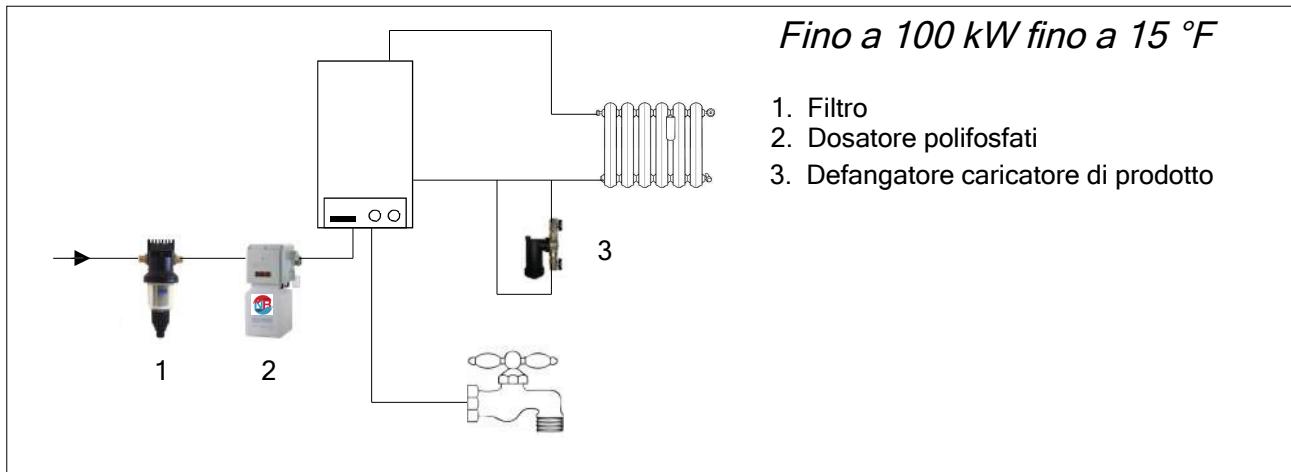 Fino a 100 kW fino a 15 °F
1. Filtro
2. Dosatore polifosfati
3. Defangatore caricatore di prodotto
3
1
2